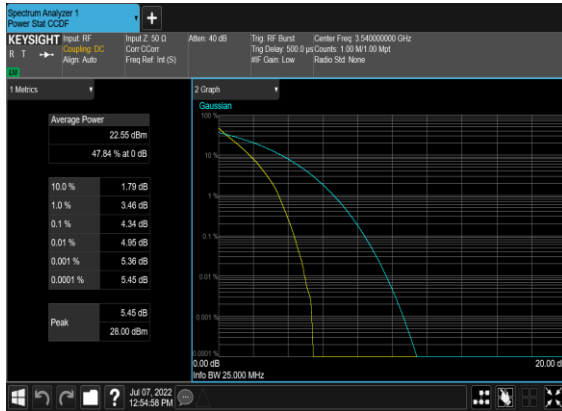 Spectrum Analyzer 1
Power Stat CCDF
KEYSIGHT
R T
LXI
Input: RF
Coupling: DC
Align: Auto
Input Z: 50 Ω
Corr CCorr
Freq Ref: Int (S)
Atten: 40 dB
Trig: RF Burst
Trig Delay: 500.0 µs
#IF Gain: Low
Center Freq: 3.540000000 GHz
Counts: 1.00 M/1.00 Mpt
Radio Std: None
1 Metrics
Average Power
22.55 dBm
47.84 % at 0 dB
10.0 % 1.79 dB
1.0 % 3.46 dB
0.1 % 4.34 dB
0.01 % 4.95 dB
0.001 % 5.36 dB
0.0001 % 5.45 dB
Peak
5.45 dB
28.00 dBm
2 Graph
Gaussian
100 %
10 %
1 %
0.1 %
0.01 %
0.001 %
0.0001 %
0.00 dB
20.00 d
Info BW 25.000 MHz
?
Jul 07, 2022
12:54:58 PM